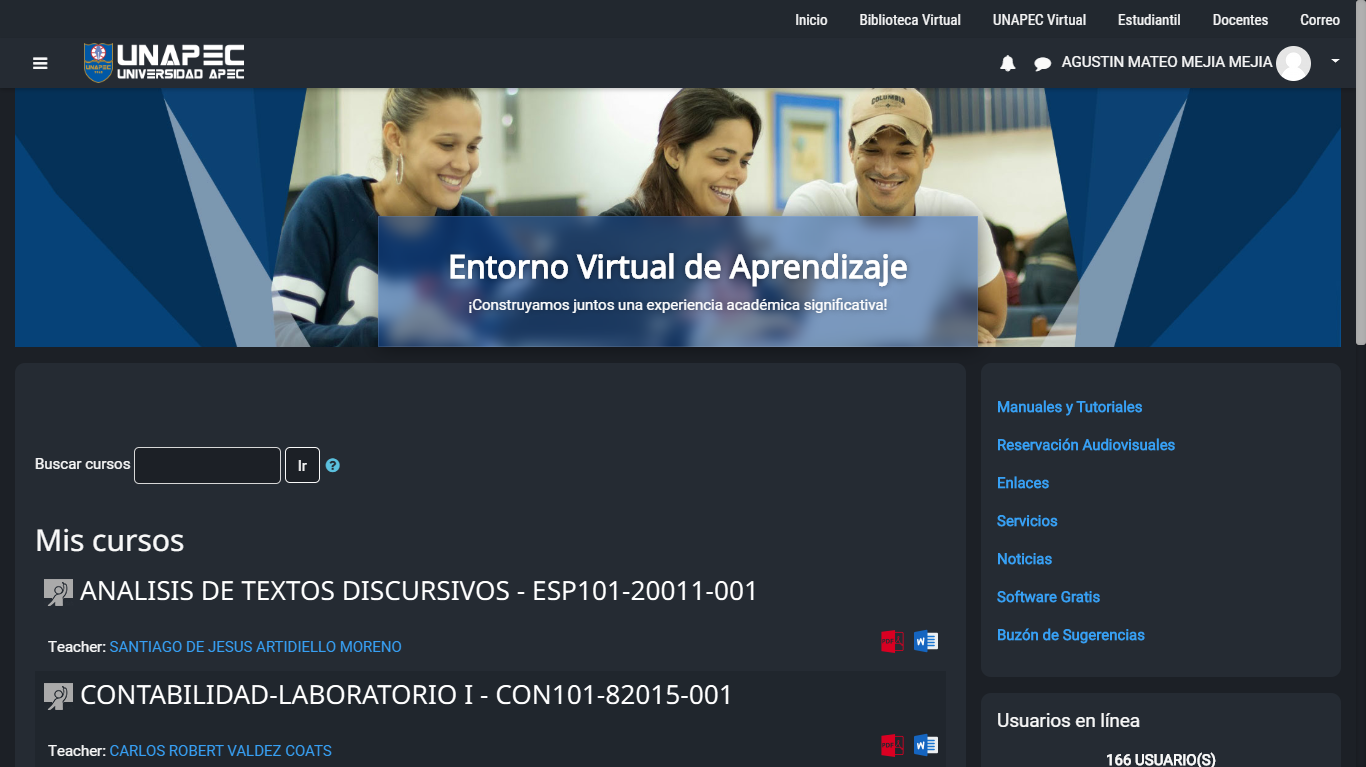 Inicio Biblioteca Virtual UNAPEC Virtual Estudiantil Docentes Correo
UNAPEC
UNIVERSIDAD APEC
AGUSTIN MATEO MEJIA MEJIA
COLUMBIA
Entorno Virtual de Aprendizaje
¡Construyamos juntos una experiencia académica significativa!
Buscar cursos Ir
Mis cursos
ANALISIS DE TEXTOS DISCURSIVOS - ESP101-20011-001
Teacher: SANTIAGO DE JESUS ARTIDIELLO MORENO
CONTABILIDAD-LABORATORIO I - CON101-82015-001
Teacher: CARLOS ROBERT VALDEZ COATS
Manuales y Tutoriales
Reservación Audiovisuales
Enlaces
Servicios
Noticias
Software Gratis
Buzón de Sugerencias
Usuarios en línea
166 USUARIO(S)